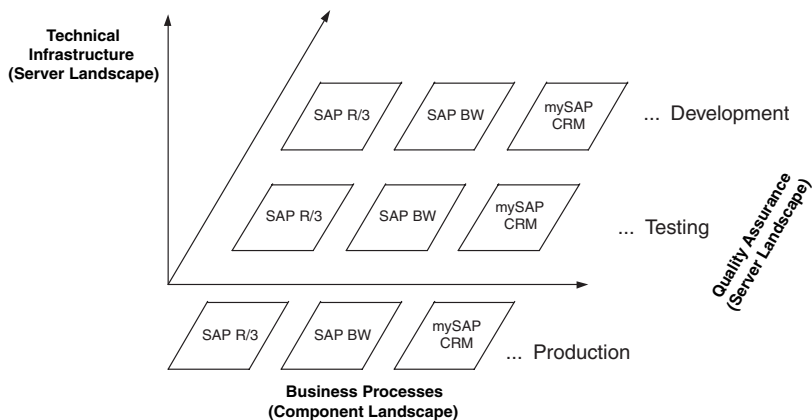 Technical
Infrastructure
(Server Landscape)
SAP R/3
SAP BW
mySAP
CRM
... Development
SAP R/3
SAP BW
mySAP
CRM
... Testing
Quality Assurance
(Server Landscape)
SAP R/3
SAP BW
mySAP
CRM
... Production
Business Processes
(Component Landscape)